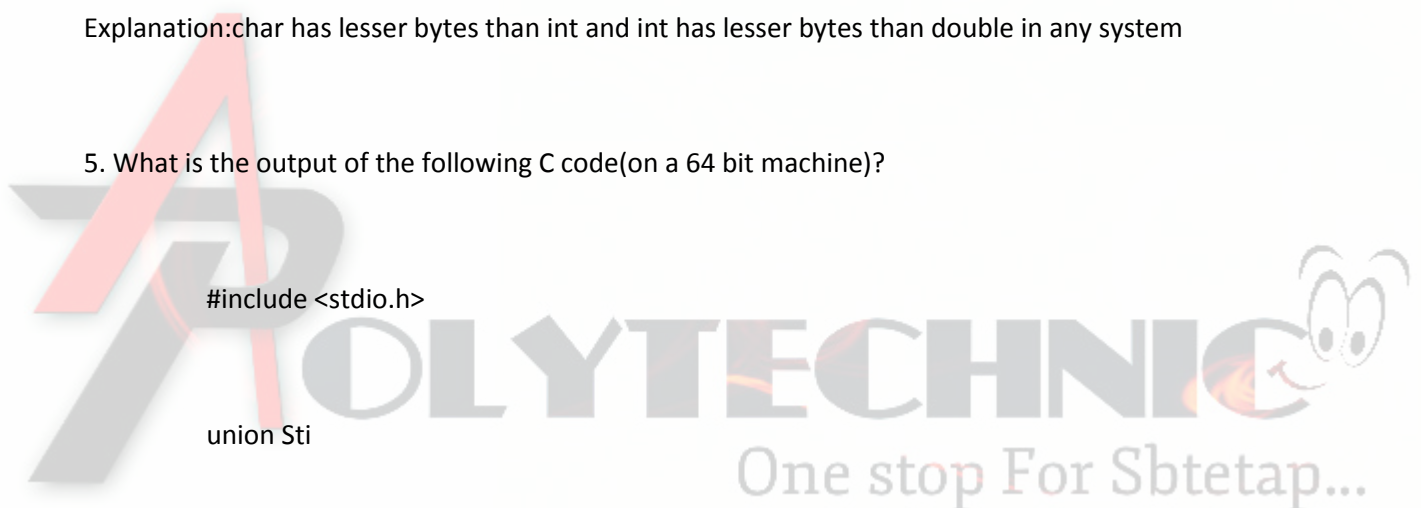 Explanation:char has lesser bytes than int and int has lesser bytes than double in any system
5. What is the output of the following C code(on a 64 bit machine)?
#include <stdio.h>
AP
POLYTECHNIC
union Sti
One stop For Sbtetap...